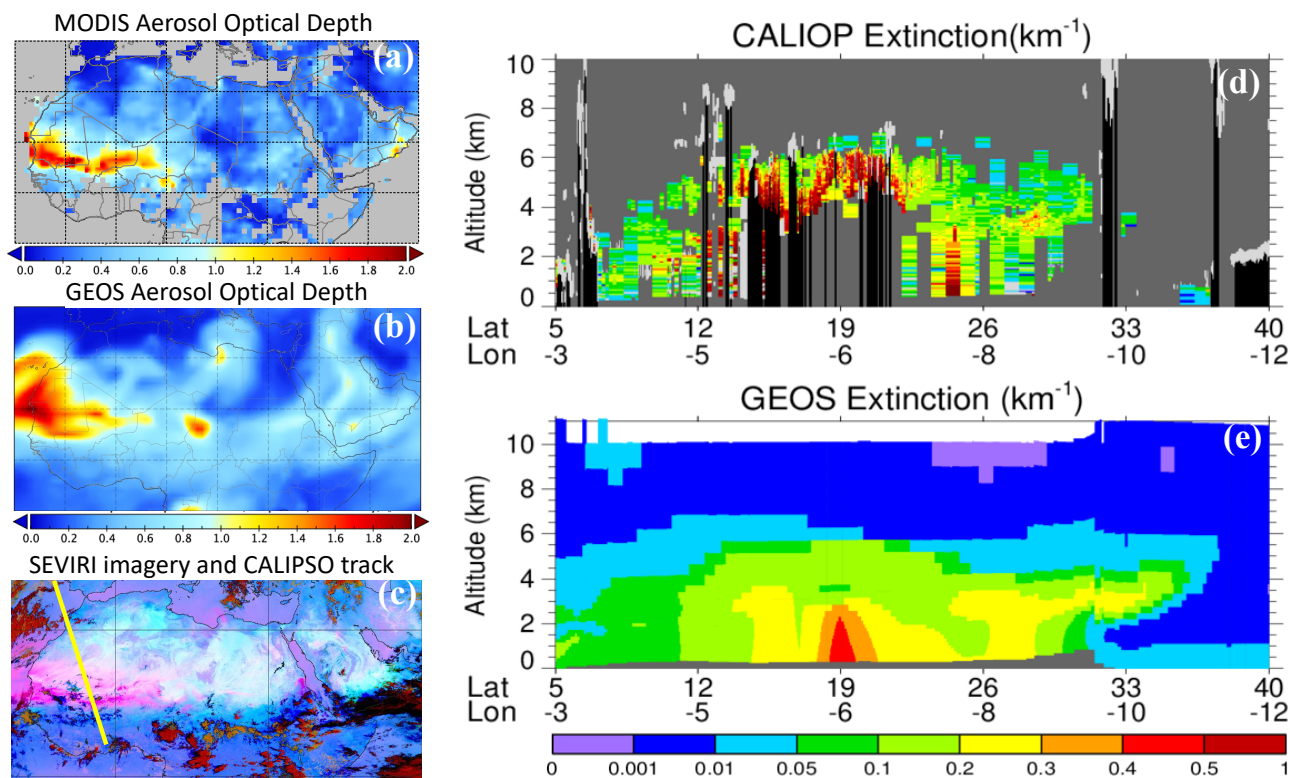 MODIS Aerosol Optical Depth
(a)
0.0 0.2 0.4 0.6 0.8 1.0 1.2 1.4 1.6 1.8 2.0
GEOS Aerosol Optical Depth
(b)
0.0 0.2 0.4 0.6 0.8 1.0 1.2 1.4 1.6 1.8 2.0
SEVIRI imagery and CALIPSO track
(c)
CALIOP Extinction(km-1)
(d)
Altitude (km)
10
8
6
4
2
0
Lat 5 12 19 26 33 40
Lon -3 -5 -6 -8 -10 -12
GEOS Extinction (km-1)
(e)
Altitude (km)
10
8
6
4
2
0
Lat 5 12 19 26 33 40
Lon -3 -5 -6 -8 -10 -12
0 0.001 0.01 0.05 0.1 0.2 0.3 0.4 0.5 1